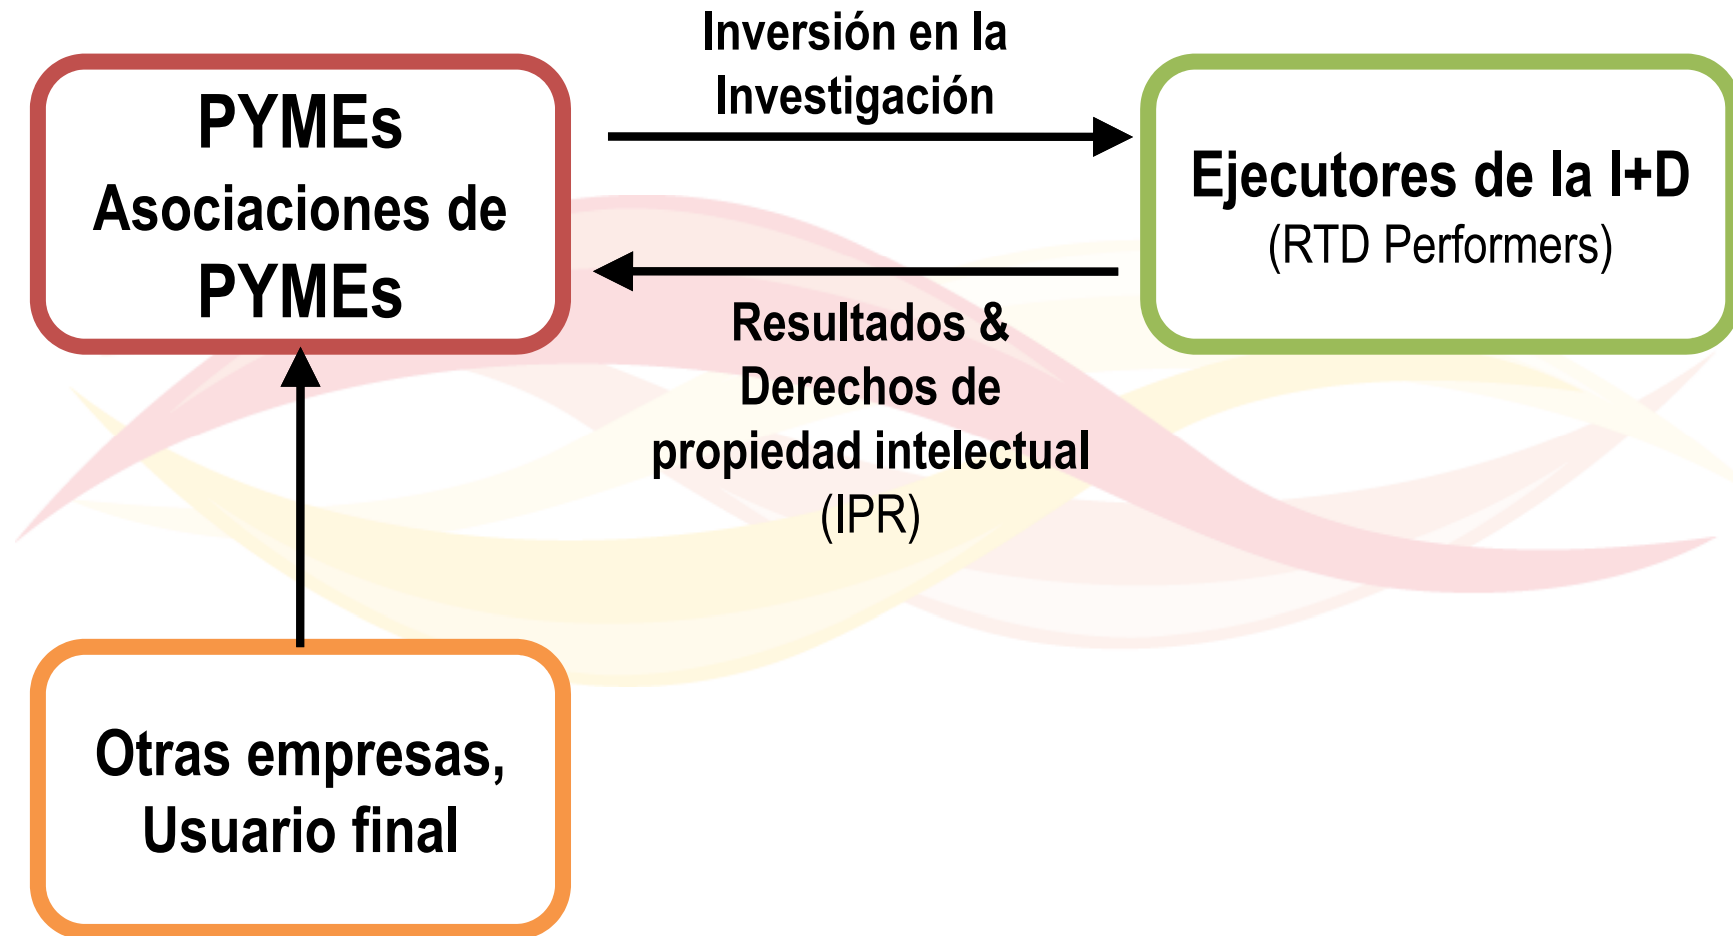 Inversión en la
Investigación
PYMEs
Asociaciones de
PYMEs
Ejecutores de la I+D
(RTD Performers)
Resultados &
Derechos de
propiedad intelectual
(IPR)
Otras empresas,
Usuario final